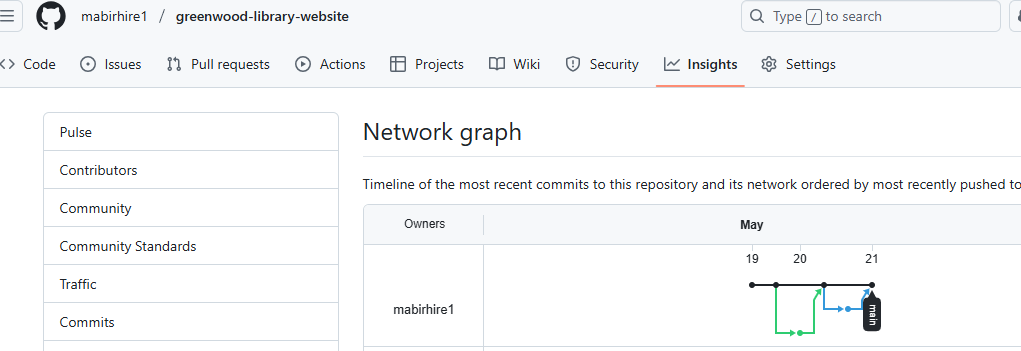 mabirhire1 / greenwood-library-website
Type / to search
Code Issues Pull requests Actions Projects Wiki Security Insights Settings
Pulse
Contributors
Community
Community Standards
Traffic
Commits
Network graph
Timeline of the most recent commits to this repository and its network ordered by most recently pushed to
Owners May
19 20 21
mabirhire1
main